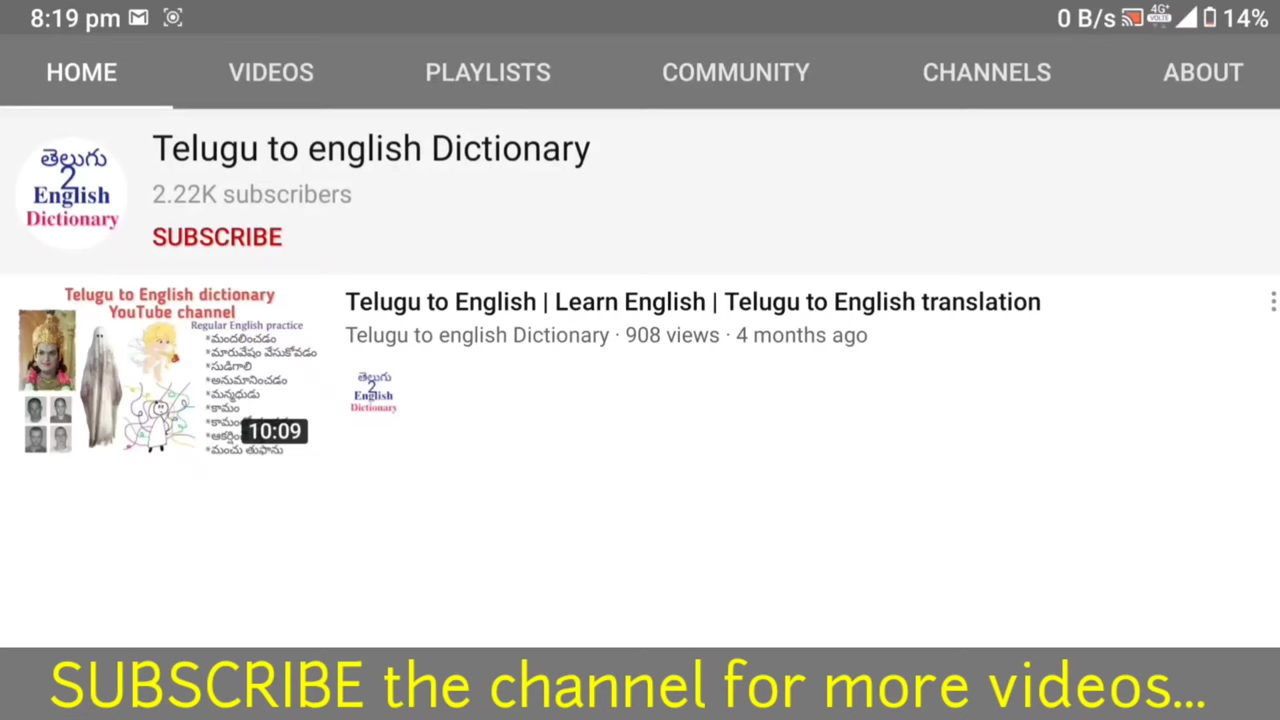 8:19 pm 0 B/s 4G+ VOLTE 14%
HOME VIDEOS PLAYLISTS COMMUNITY CHANNELS ABOUT
తెలుగు
2
English
Dictionary
Telugu to english Dictionary
2.22K subscribers
SUBSCRIBE
Telugu to English dictionary
YouTube channel
Regular English practice
*మందలించడం
*మారువేషం వేసుకోవడం
*సుడిగాలి
*అనుమానించడం
*మన్మధుడు
*కామం
*మంచు తుఫాను
10:09
Telugu to English | Learn English | Telugu to English translation
Telugu to english Dictionary · 908 views · 4 months ago
తెలుగు
2
English
Dictionary
SUBSCRIBE the channel for more videos...